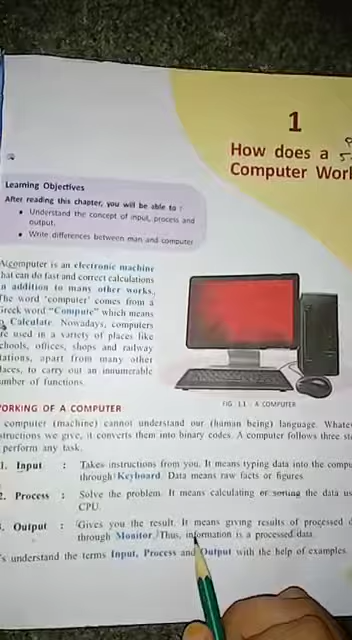 1
How does a
Computer Work
Learning Objectives
After reading this chapter, you will be able to :
• Understand the concept of input, process and
output.
• Write differences between man and computer
computer is an electronic machine
that can do fast and correct calculations
in addition to many other works.
The word 'computer' comes from a
Greek word "Compute" which means
Calculate. Nowadays, computers
are used in a variety of places like
schools, offices, shops and railway
stations, apart from many other
places, to carry out an innumerable
number of functions.
FIG. 1.1 : A COMPUTER
WORKING OF A COMPUTER
computer (machine) cannot understand our (human being) language.
instructions we give, it converts them into binary codes. A computer follows three
perform any task.
1. Input : Takes instructions from you. It means typing data into the
through Keyboard. Data means raw facts or figures.
2. Process : Solve the problem. It means calculating or sorting the data
CPU.
3. Output : Gives you the result. It means giving results of processed
through Monitor. Thus, information is a processed data.
understand the terms Input, Process and Output with the help of examples.